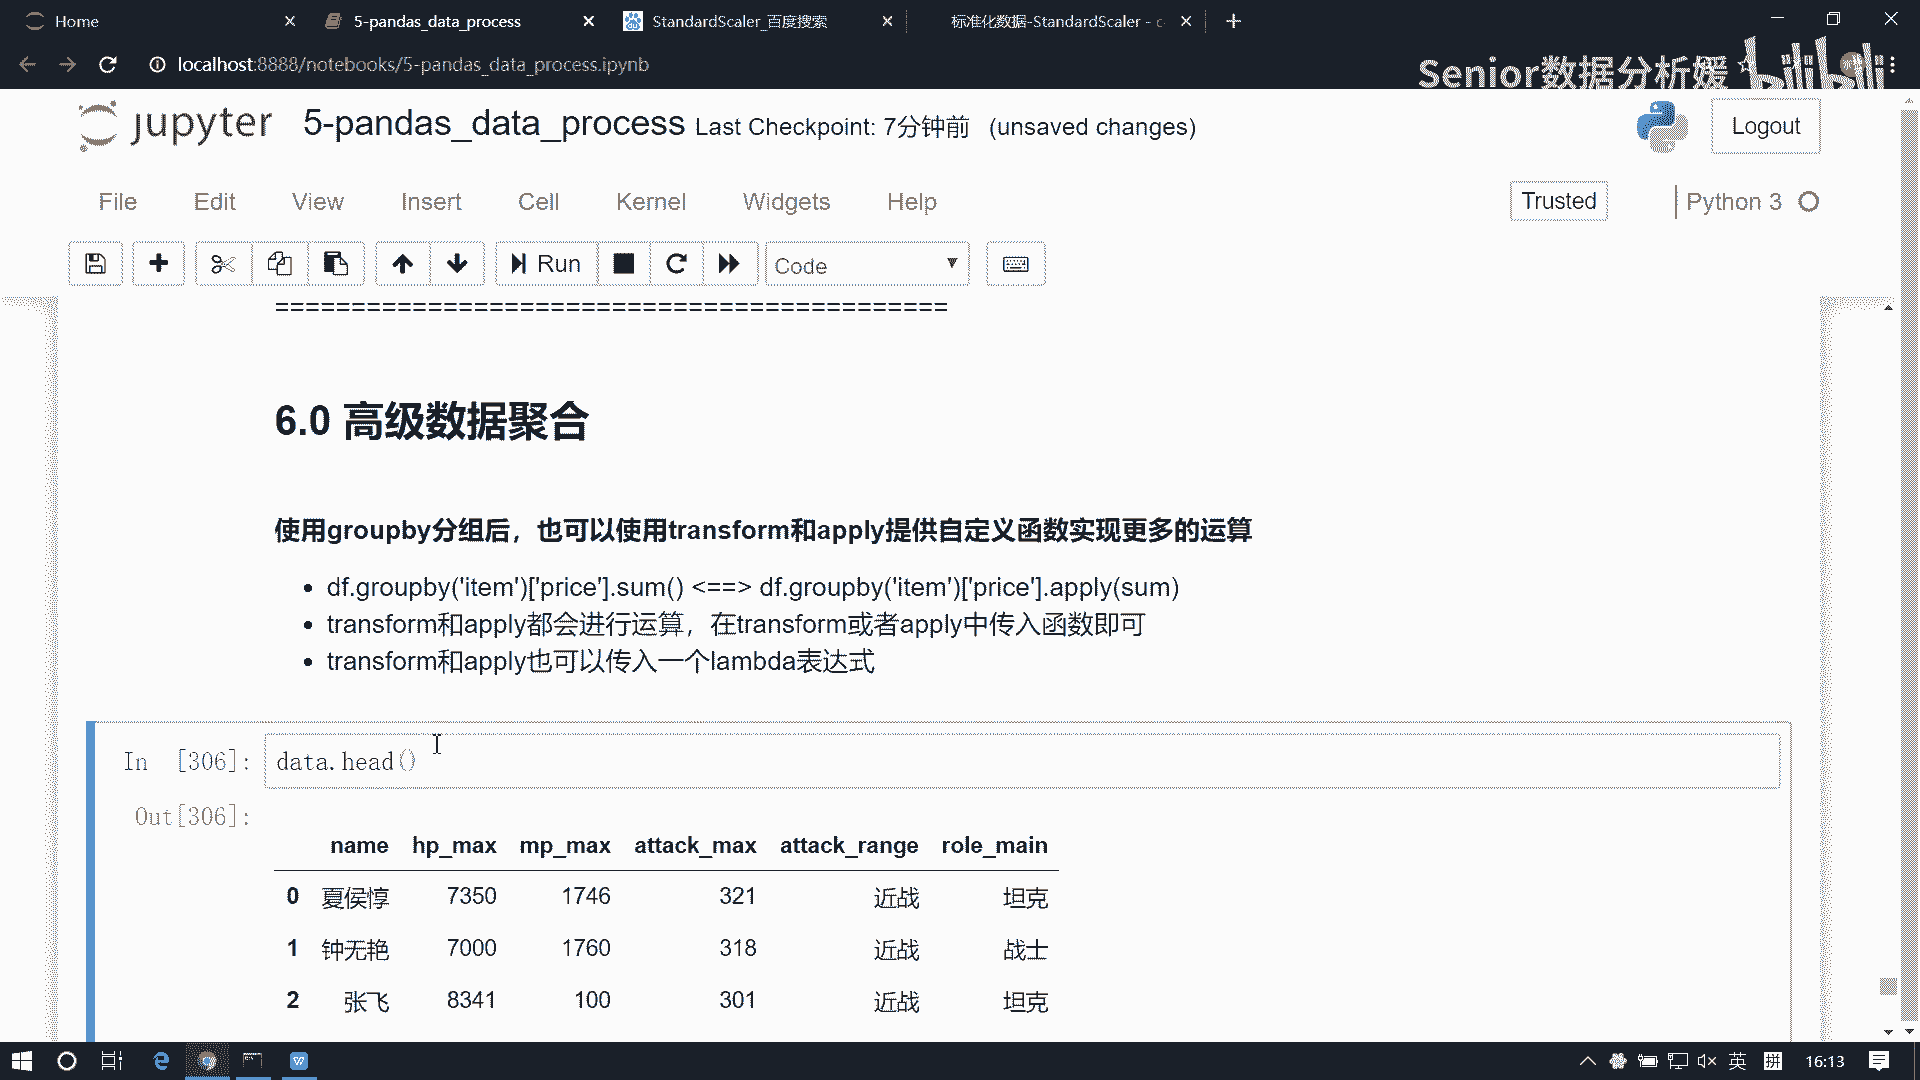 Home
5-pandas_data_process
StandardScaler_百度搜索
标准化数据-StandardScaler - c
localhost:8888/notebooks/5-pandas_data_process.ipynb
Senior数据分析媛
bilibili
jupyter
5-pandas_data_process Last Checkpoint: 7分钟前 (unsaved changes)
Logout
File Edit View Insert Cell Kernel Widgets Help
Trusted
Python 3
Run
Code
============================================
6.0 高级数据聚合
使用groupby分组后，也可以使用transform和apply提供自定义函数实现更多的运算
• df.groupby('item')['price'].sum() <==> df.groupby('item')['price'].apply(sum)
• transform和apply都会进行运算，在transform或者apply中传入函数即可
• transform和apply也可以传入一个lambda表达式
In [306]: data.head()
Out[306]:
name hp_max mp_max attack_max attack_range role_main
0 夏侯惇 7350 1746 321 近战 坦克
1 钟无艳 7000 1760 318 近战 战士
2 张飞 8341 100 301 近战 坦克
英
拼
16:13